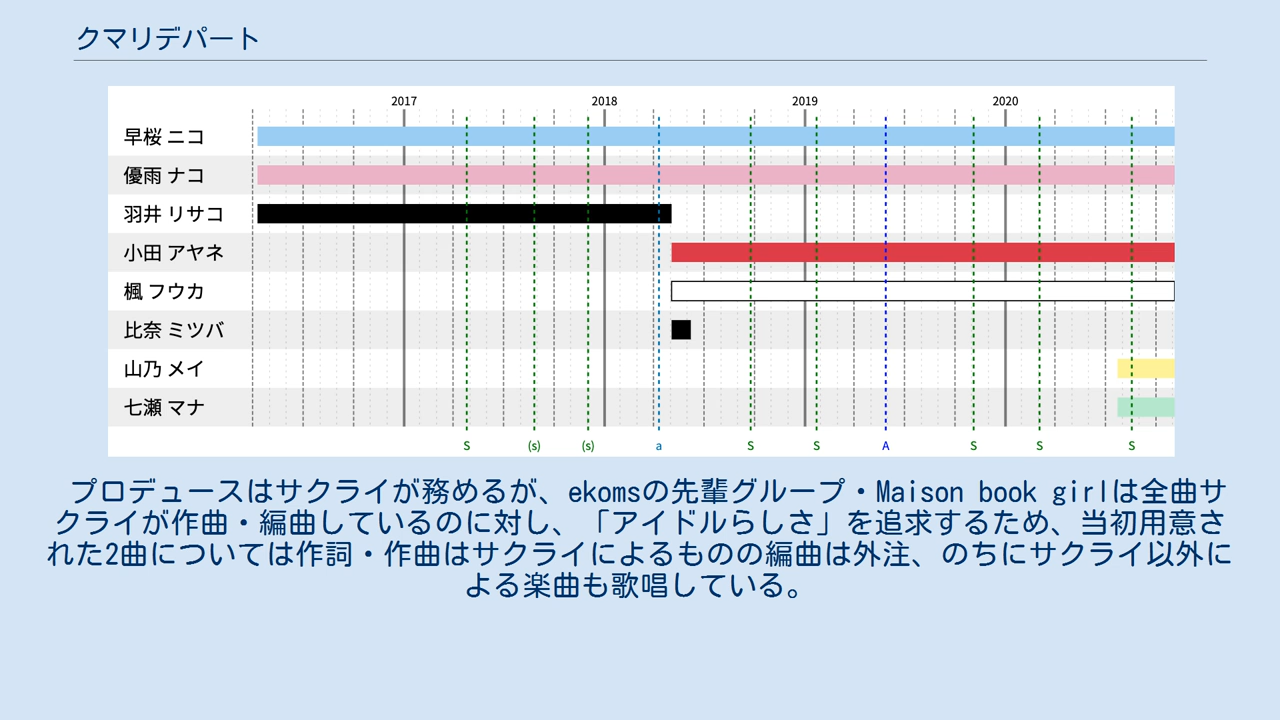 クマリデパート
2017 2018 2019 2020
早桜 ニコ
優雨 ナコ
羽井 リサコ
小田 アヤネ
楓 フウカ
比奈 ミツバ
山乃 メイ
七瀬 マナ
S (s) (s) a S S A S S S
プロデュースはサクライが務めるが、ekomsの先輩グループ・Maison book girlは全曲サ
クライが作曲・編曲しているのに対し、「アイドルらしさ」を追求するため、当初用意さ
れた2曲については作詞・作曲はサクライによるものの編曲は外注、のちにサクライ以外に
よる楽曲も歌唱している。